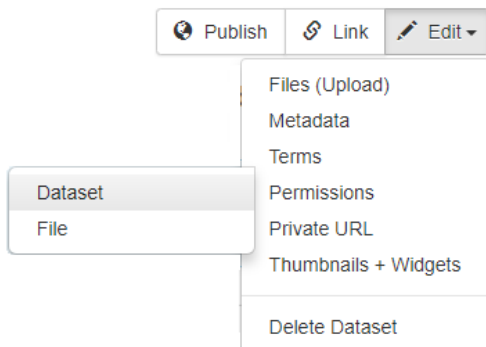 Publish
Link
Edit
Files (Upload)
Metadata
Terms
Permissions
Private URL
Thumbnails + Widgets
Delete Dataset
Dataset
File